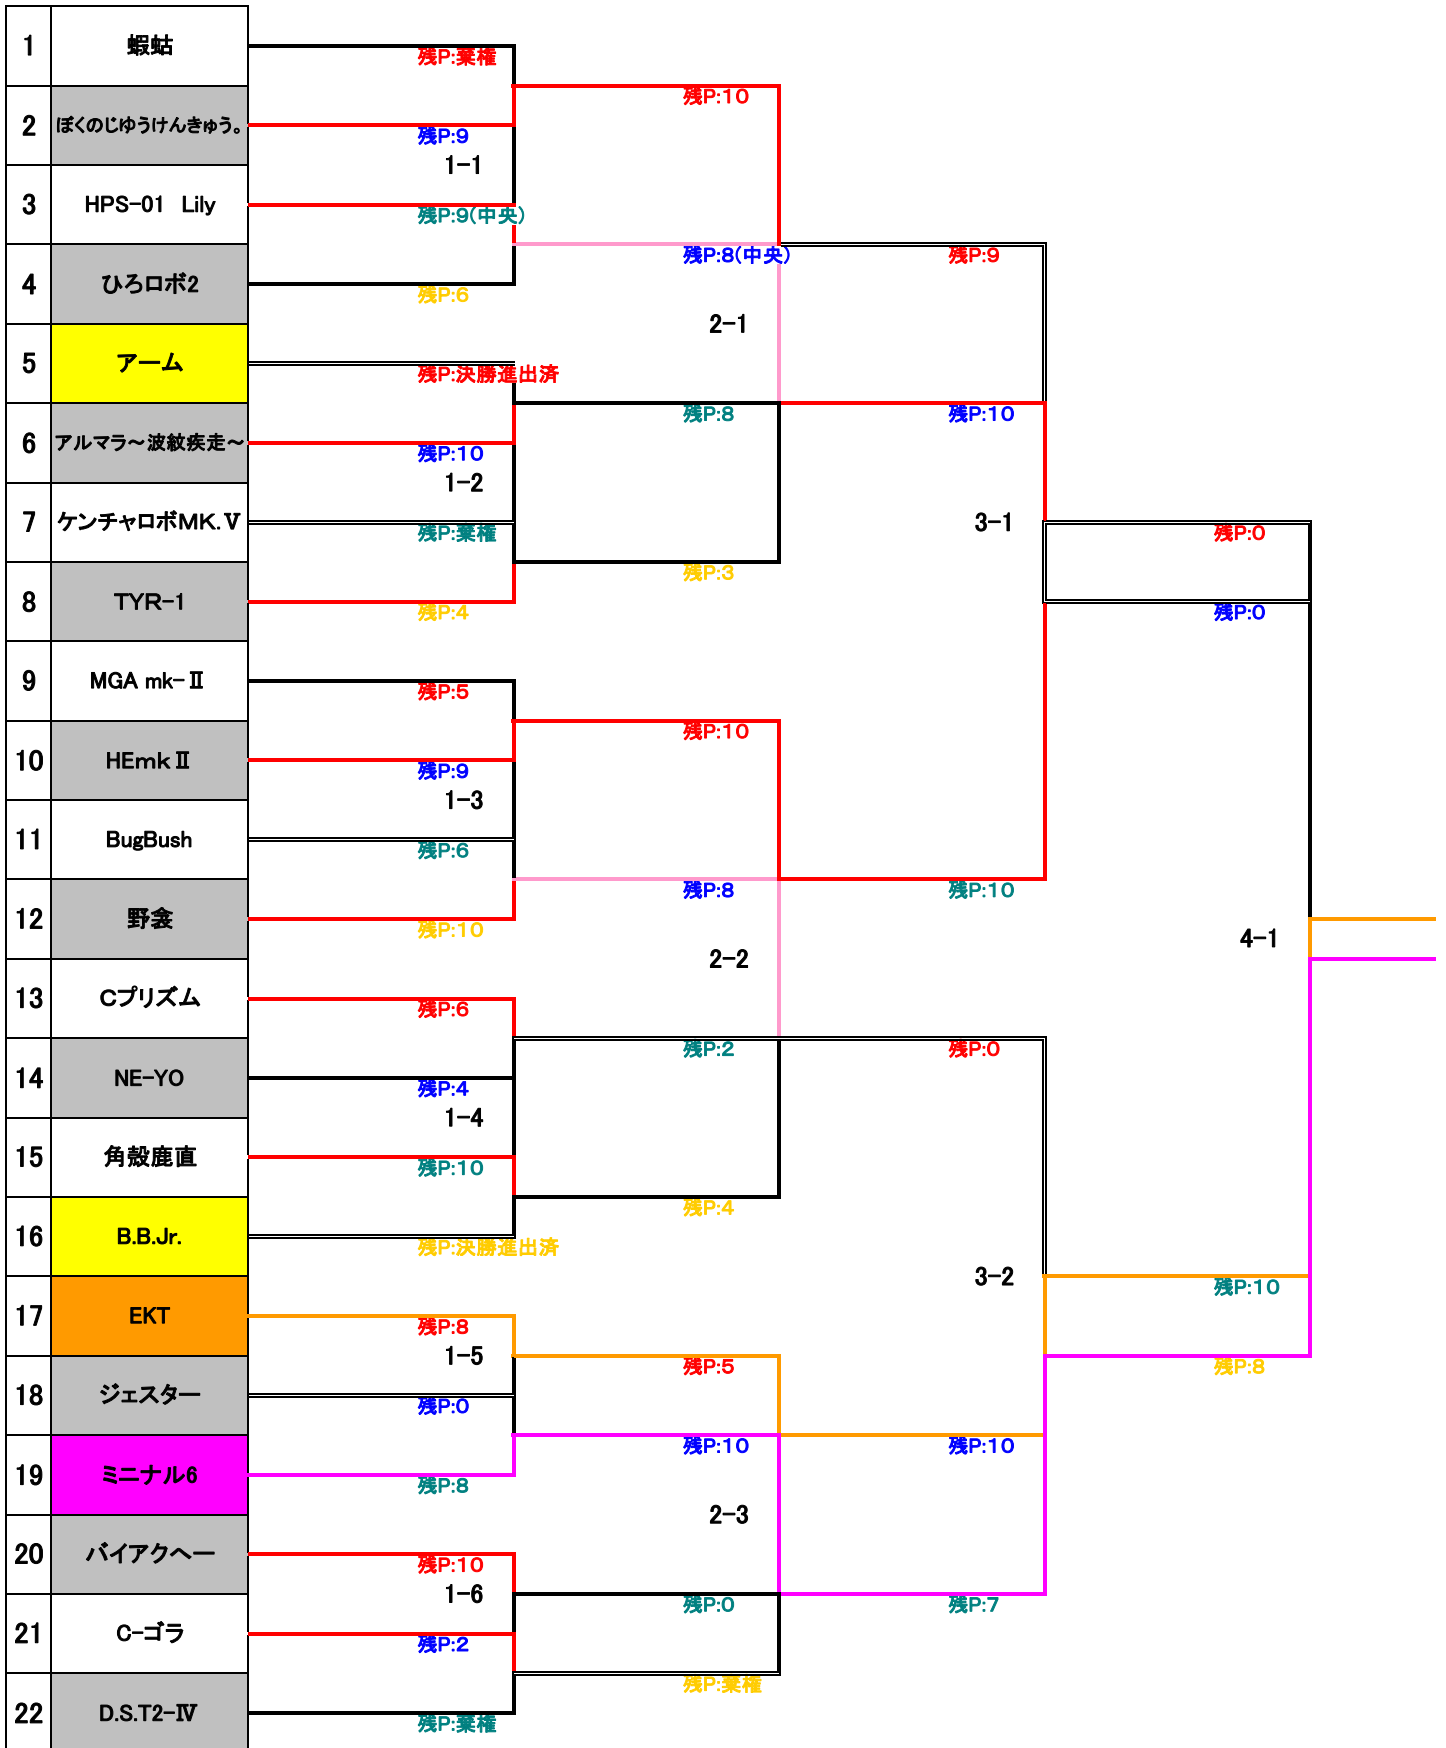 1 蝦蛄
残P:棄権
残P:10
2 ぼくのじゆうけんきゅう。
残P:9
1-1
3 HPS-01 Lily
残P:9(中央)
残P:8(中央)
残P:9
4 ひろロボ2
残P:6
2-1
5 アーム
残P:決勝進出済
残P:8
残P:10
6 アルマラ～波紋疾走～
残P:10
1-2
7 ケンチャロボMK.Ⅴ
残P:棄権
3-1
残P:0
残P:3
8 TYR-1
残P:4
残P:0
9 MGA mk-Ⅱ
残P:5
残P:10
10 HEmkⅡ
残P:9
1-3
11 BugBush
残P:6
残P:8
残P:10
12 野衾
残P:10
4-1
2-2
13 Cプリズム
残P:6
残P:2
残P:0
14 NE-YO
残P:4
1-4
15 角殻鹿直
残P:10
残P:4
16 B.B.Jr.
残P:決勝進出済
3-2
残P:10
17 EKT
残P:8
1-5
残P:5
残P:8
18 ジェスター
残P:0
残P:10
残P:10
19 ミニナル6
残P:8
2-3
20 バイアクヘー
残P:10
1-6
残P:0
残P:7
21 C-ゴラ
残P:2
残P:棄権
22 D.S.T2-Ⅳ
残P:棄権